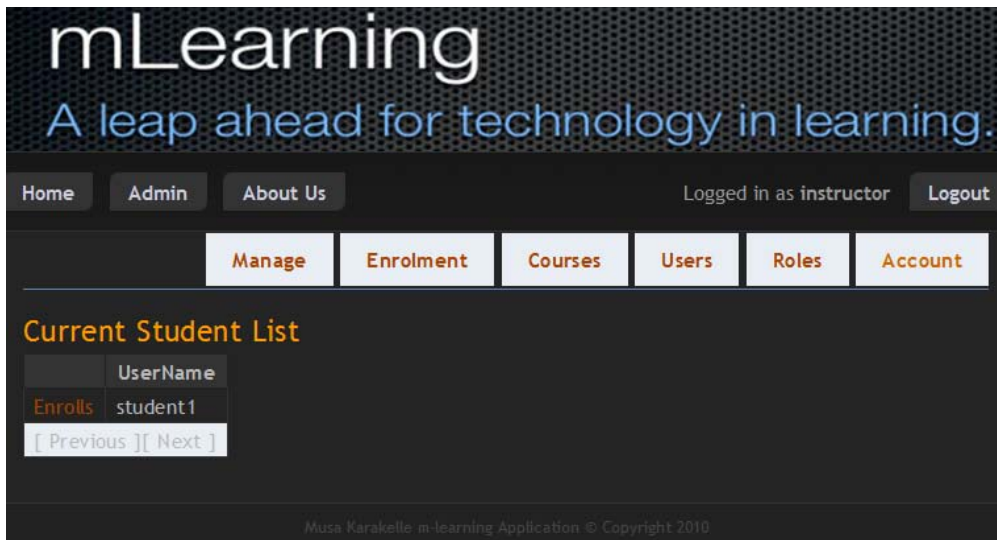 mLearning
A leap ahead for technology in learning.
Home Admin About Us Logged in as instructor Logout
Manage Enrolment Courses Users Roles Account
Current Student List
UserName
Enrolls student1
[ Previous ][ Next ]
Musa Karakelle m-learning Application © Copyright 2010